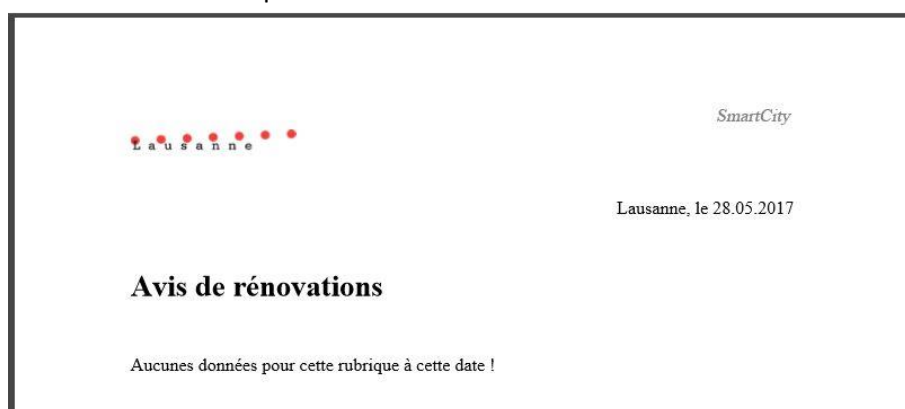 SmartCity
Lausanne
Lausanne, le 28.05.2017
Avis de rénovations
Aucunes données pour cette rubrique à cette date !